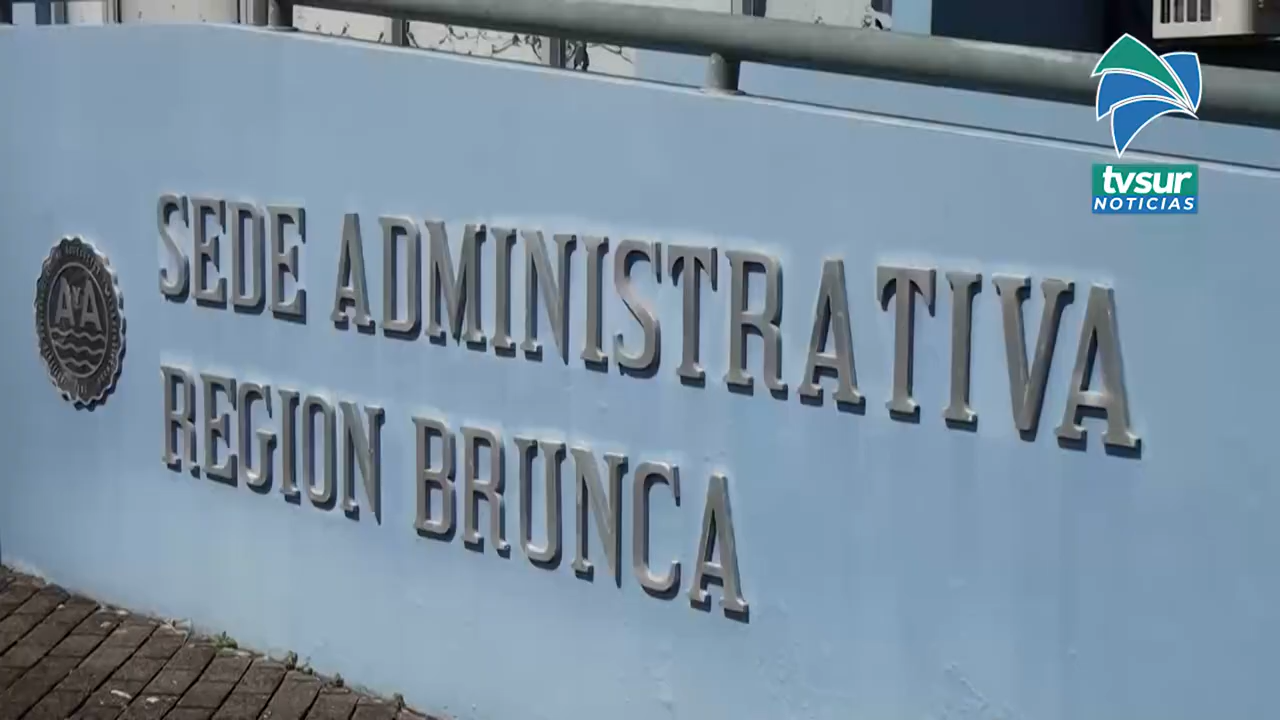 tvsur
NOTICIAS
SEDE ADMINISTRATIVA
AyA
REGION BRUNCA